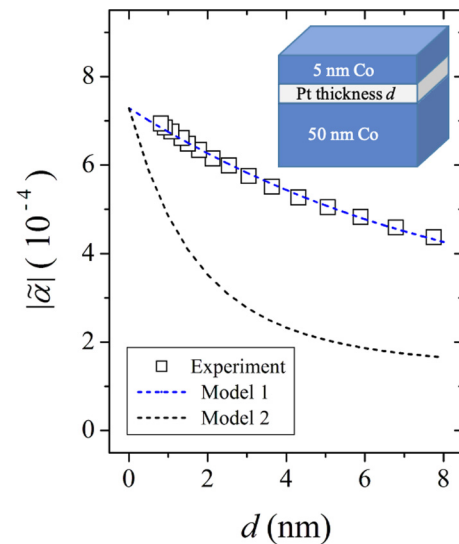 8
6
4
2
0
|α̃| ( 10⁻⁴)
5 nm Co
Pt thickness d
50 nm Co
Experiment
Model 1
Model 2
0 2 4 6 8
d (nm)